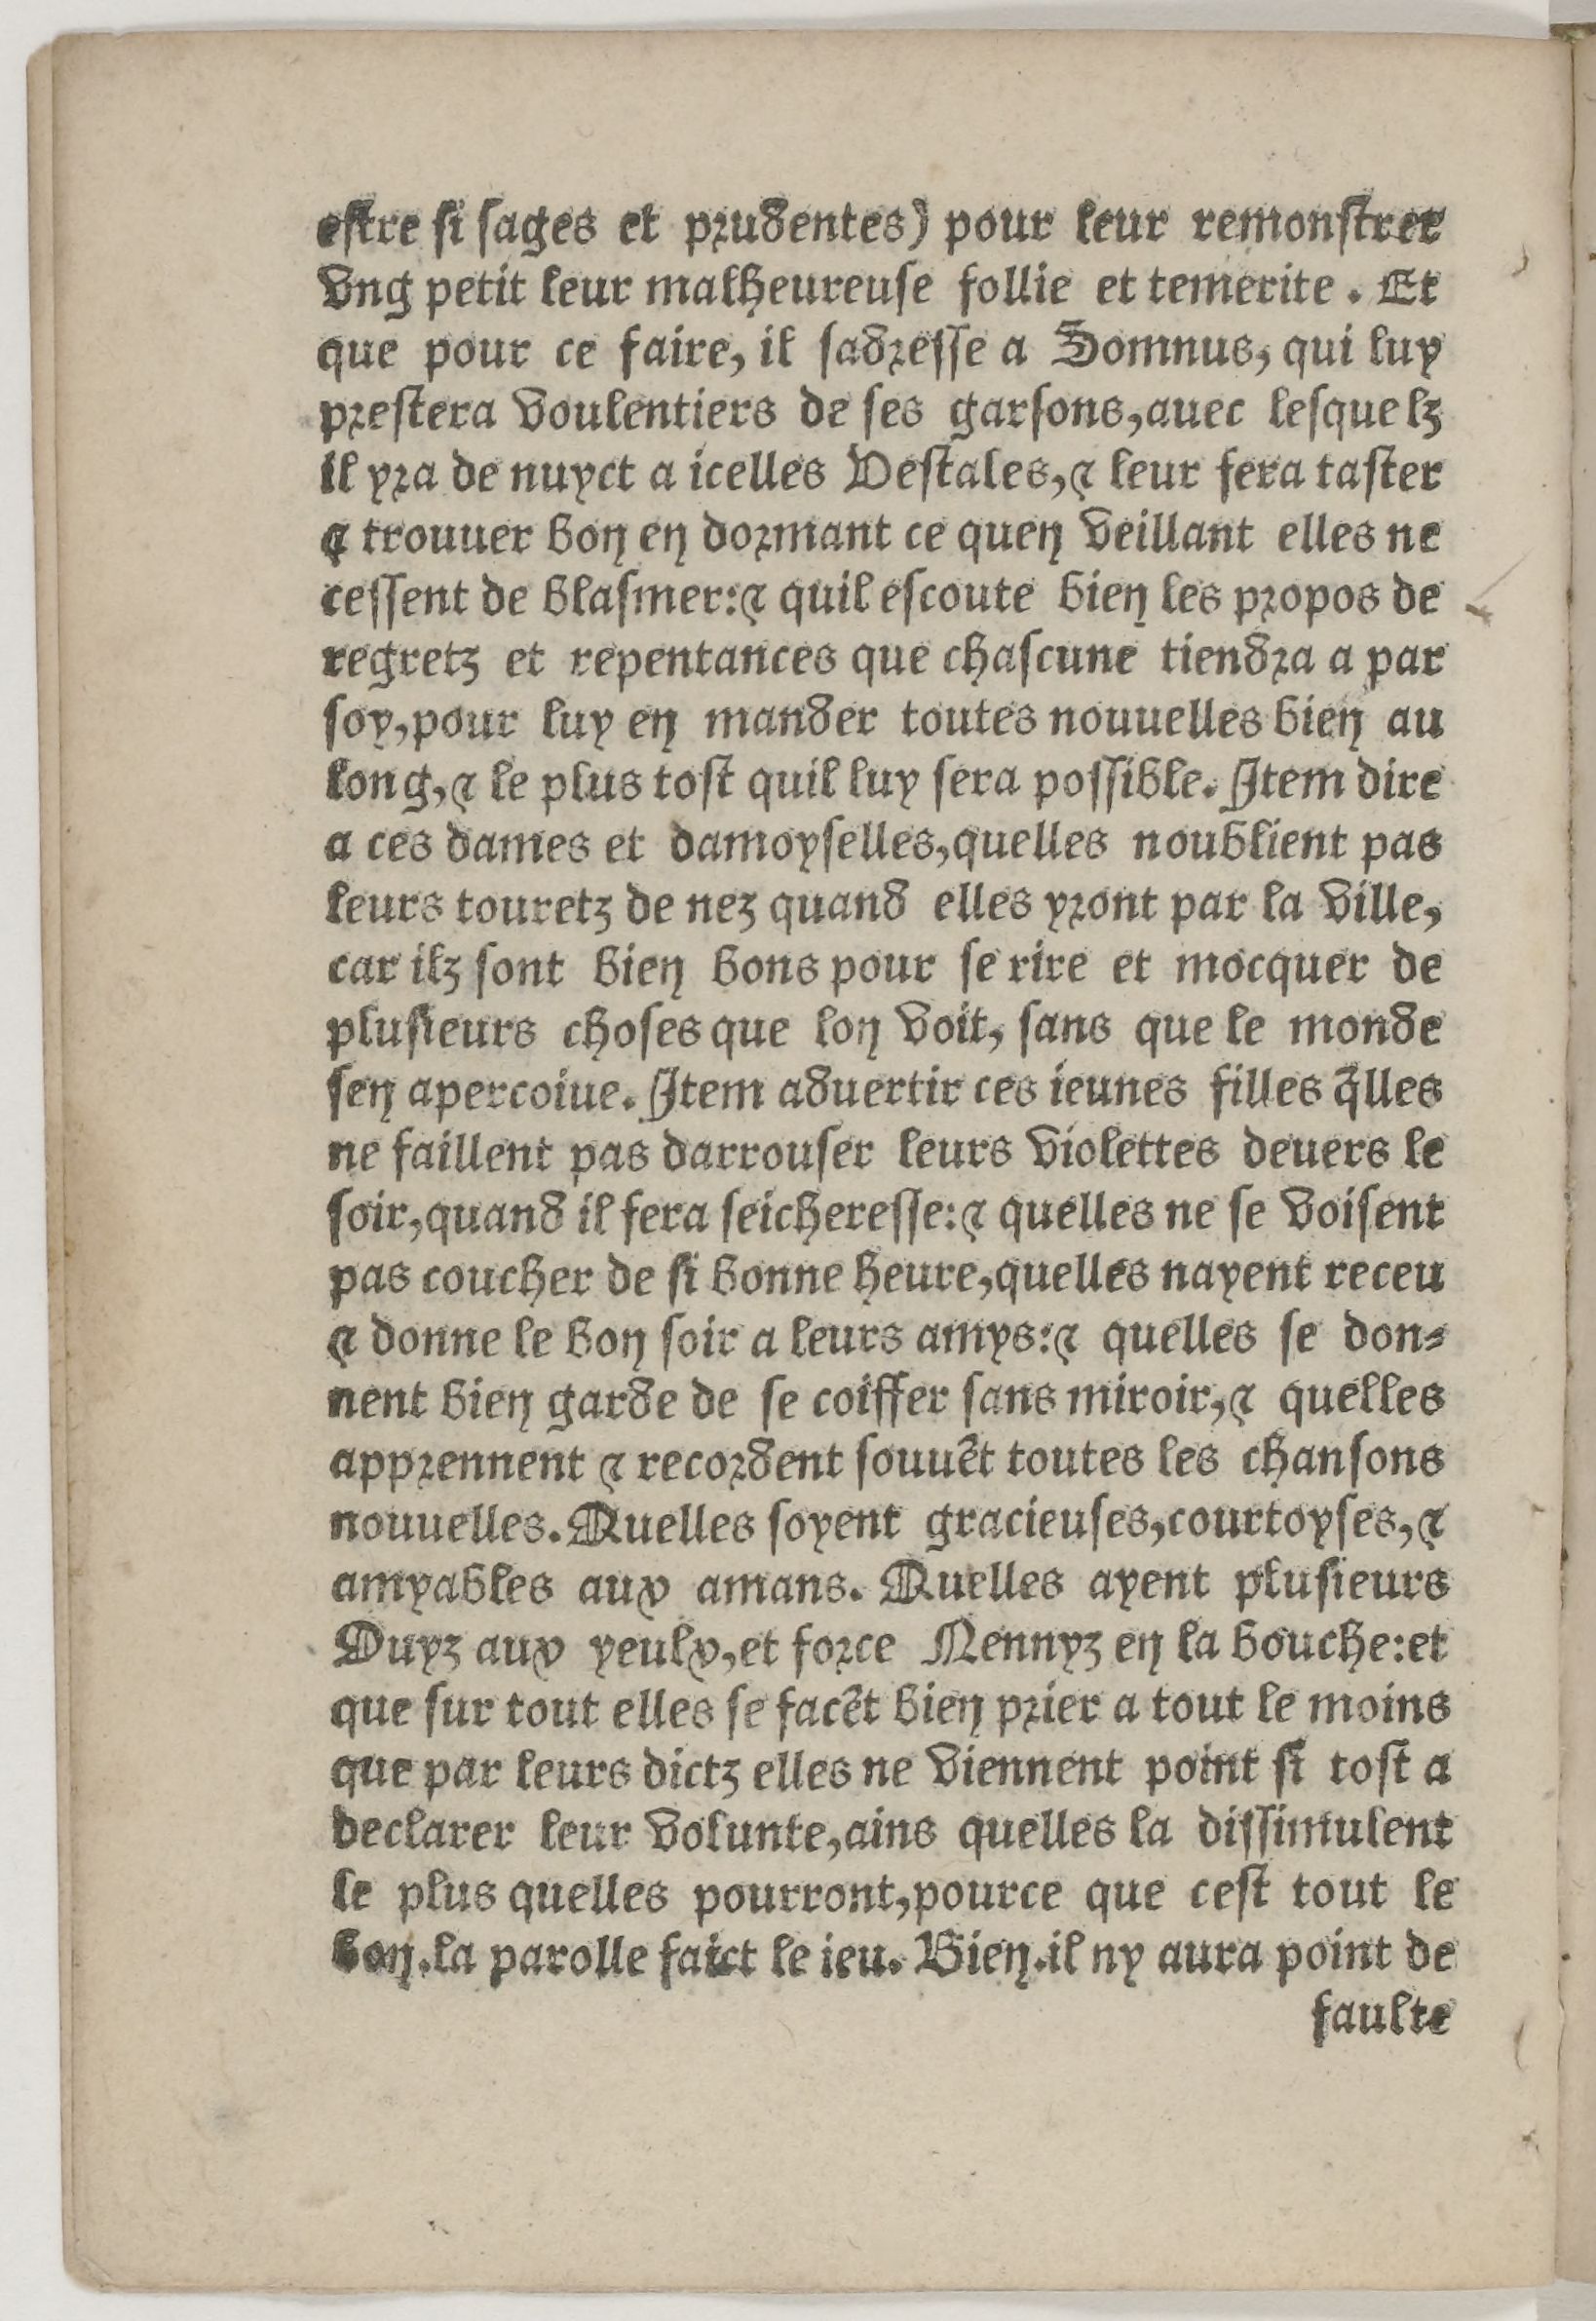 estre si sages et prudentes) pour leur remonstrer
vng petit leur malheureuse follie et temerite . Et
que pour ce faire, il sadresse a Somnus, qui luy
prestera voulentiers de ses garsons, auec lesquelz
il yra de nuyct a icelles Vestales, ⁊ leur fera taster
⁊ trouuer bon en dormant ce quen veillant elles ne
cessent de blasmer: ⁊ quil escoute bien les propos de
regretz et repentances que chascune tiendra a par
soy, pour luy en mander toutes nouuelles bien au
long, ⁊ le plus tost quil luy sera possible. Item dire
a ces dames et damoyselles, quelles noublient pas
leurs touretz de nez quand elles yront par la ville,
car ilz sont bien bons pour se rire et mocquer de
plusieurs choses que lon voit, sans que le monde
sen apercoiue. Item aduertir ces ieunes filles q̃lles
ne faillent pas darrouser leurs violettes deuers le
soir, quand il fera seicheresse: ⁊ quelles ne se voisent
pas coucher de si bonne heure, quelles nayent receu
⁊ donne le bon soir a leurs amys: ⁊ quelles se don-
nent bien garde de se coiffer sans miroir, ⁊ quelles
apprennent ⁊ recordent souuẽt toutes les chansons
nouuelles. Quelles soyent gracieuses, courtoyses, ⁊
amyables aux amans. Quelles ayent plusieurs
Ouyz aux yeulx, et force Nennyz en la bouche: et
que sur tout elles se facẽt bien prier a tout le moins
que par leurs dictz elles ne viennent point si tost a
declarer leur volunte, ains quelles la dissimulent
le plus quelles pourront, pource que cest tout le
bon. la parolle faict le ieu. Bien. il ny aura point de
faulte